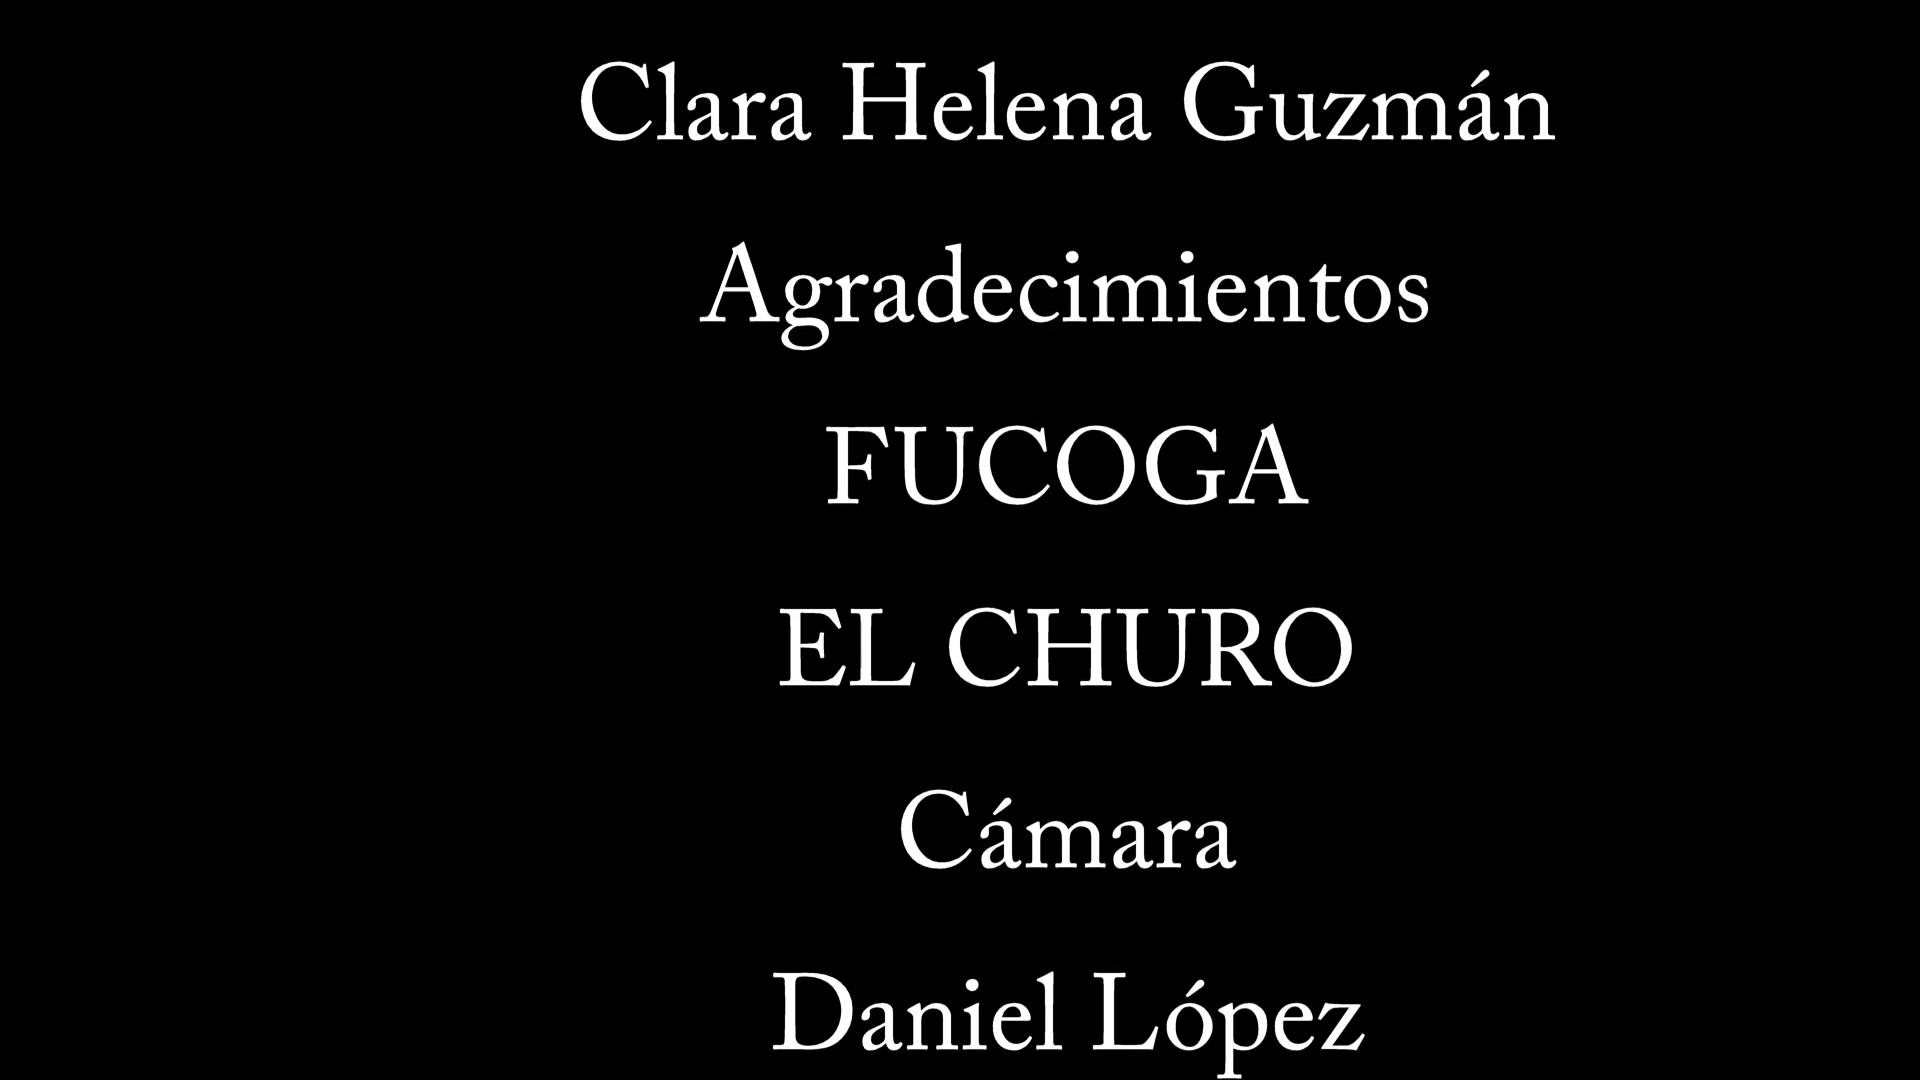 Clara Helena Guzmán
Agradecimientos
FUCOGA
EL CHURO
Cámara
Daniel López